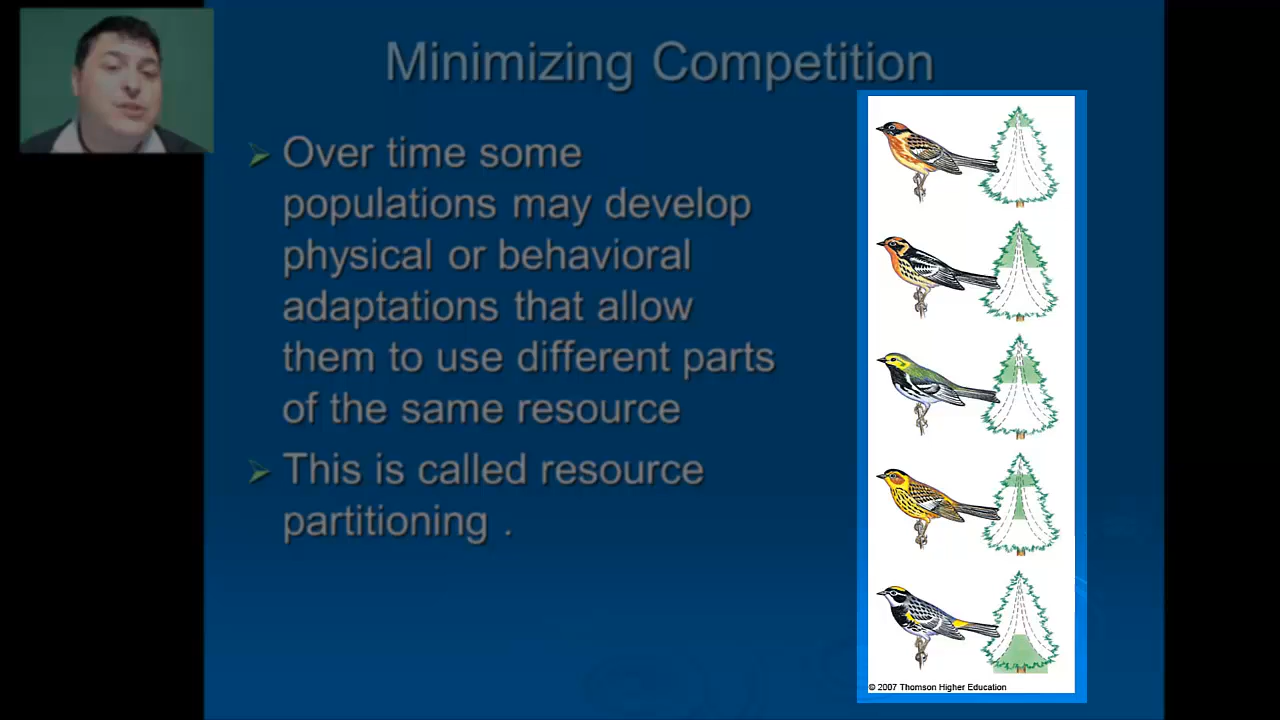 Minimizing Competition
Over time some
populations may develop
physical or behavioral
adaptations that allow
them to use different parts
of the same resource
This is called resource
partitioning .
© 2007 Thomson Higher Education